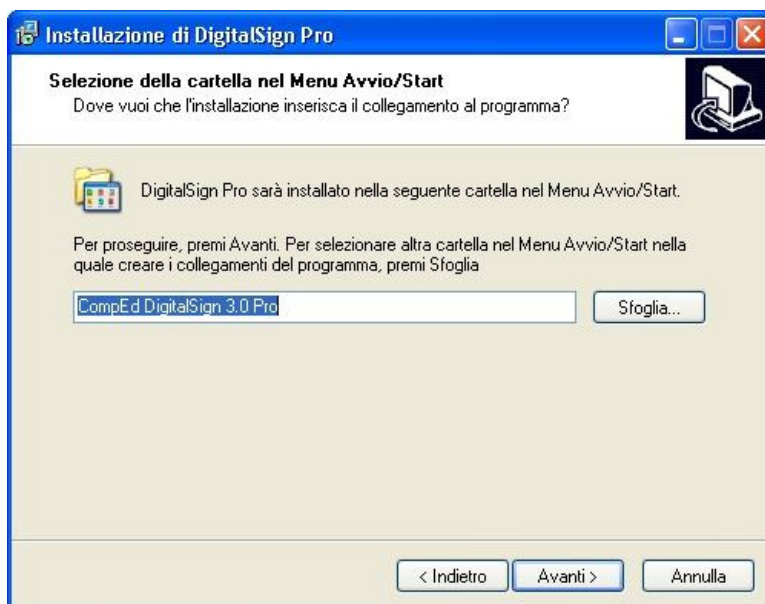 Installazione di DigitalSign Pro
Selezione della cartella nel Menu Avvio/Start
Dove vuoi che l'installazione inserisca il collegamento al programma?
DigitalSign Pro sarà installato nella seguente cartella nel Menu Avvio/Start.
Per proseguire, premi Avanti. Per selezionare altra cartella nel Menu Avvio/Start nella
quale creare i collegamenti del programma, premi Sfoglia
CompEd DigitalSign 3.0 Pro
Sfoglia...
< Indietro
Avanti >
Annulla